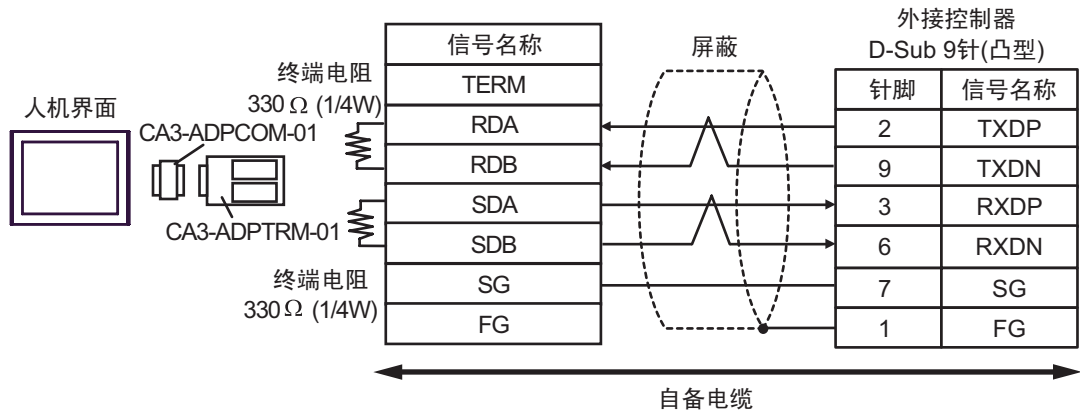 外接控制器
D-Sub 9针(凸型)
信号名称
屏蔽
终端电阻
330Ω (1/4W)
TERM
针脚
信号名称
人机界面
CA3-ADPCOM-01
RDA
2
TXDP
RDB
9
TXDN
SDA
3
RXDP
CA3-ADPTRM-01
SDB
6
RXDN
终端电阻
330Ω (1/4W)
SG
7
SG
FG
1
FG
自备电缆